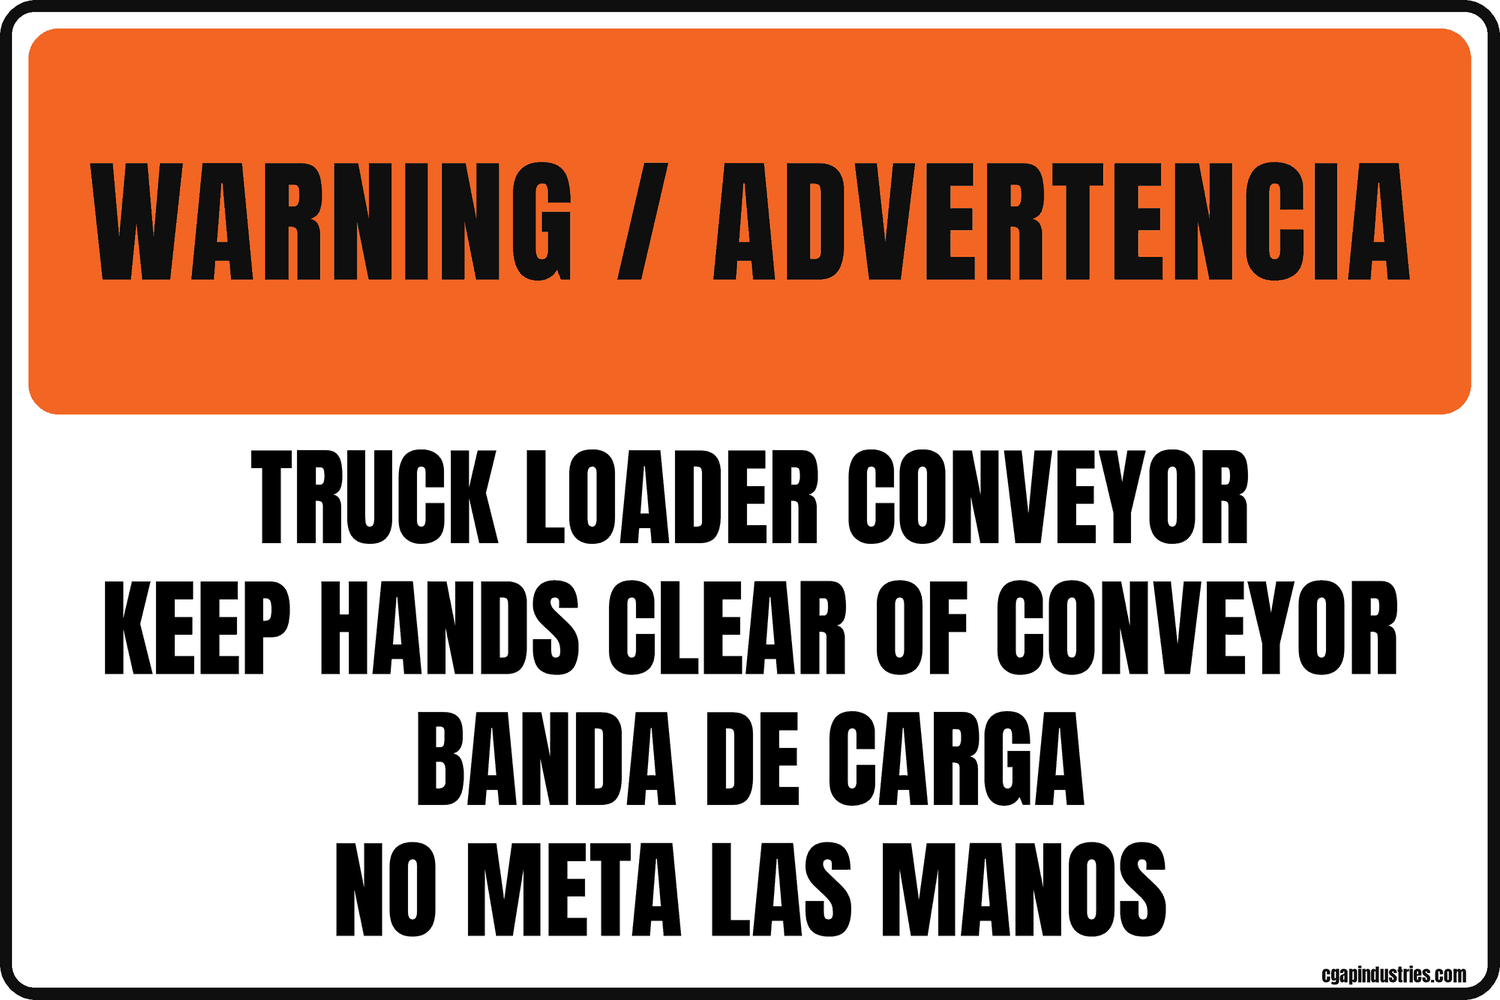 WARNING / ADVERTENCIA
TRUCK LOADER CONVEYOR
KEEP HANDS CLEAR OF CONVEYOR
BANDA DE CARGA
NO META LAS MANOS
cgapindustries.com